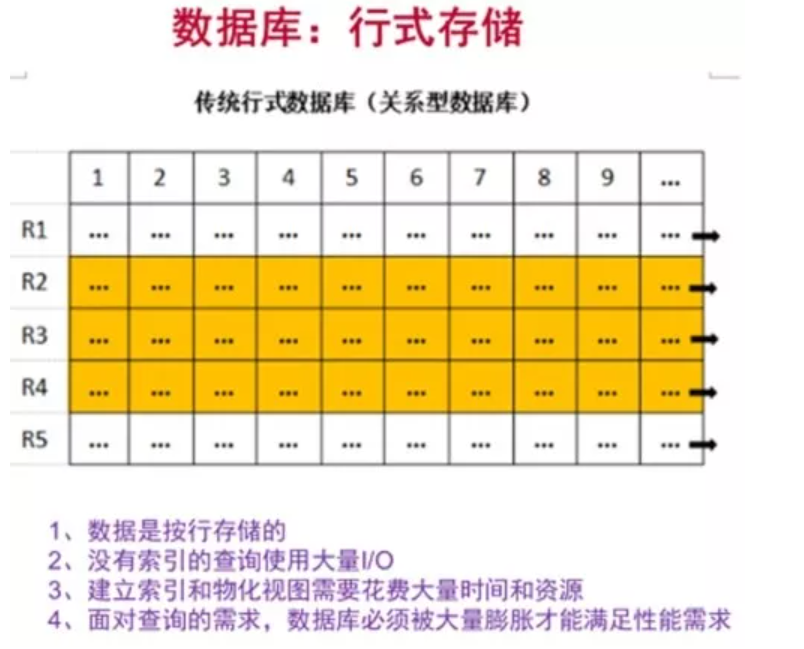 数据库：行式存储
传统行式数据库（关系型数据库）
1 2 3 4 5 6 7 8 9 ...
R1 ... ... ... ... ... ... ... ... ... ...
R2 ... ... ... ... ... ... ... ... ... ...
R3 ... ... ... ... ... ... ... ... ... ...
R4 ... ... ... ... ... ... ... ... ... ...
R5 ... ... ... ... ... ... ... ... ... ...
1、数据是按行存储的
2、没有索引的查询使用大量I/O
3、建立索引和物化视图需要花费大量时间和资源
4、面对查询的需求，数据库必须被大量膨胀才能满足性能需求